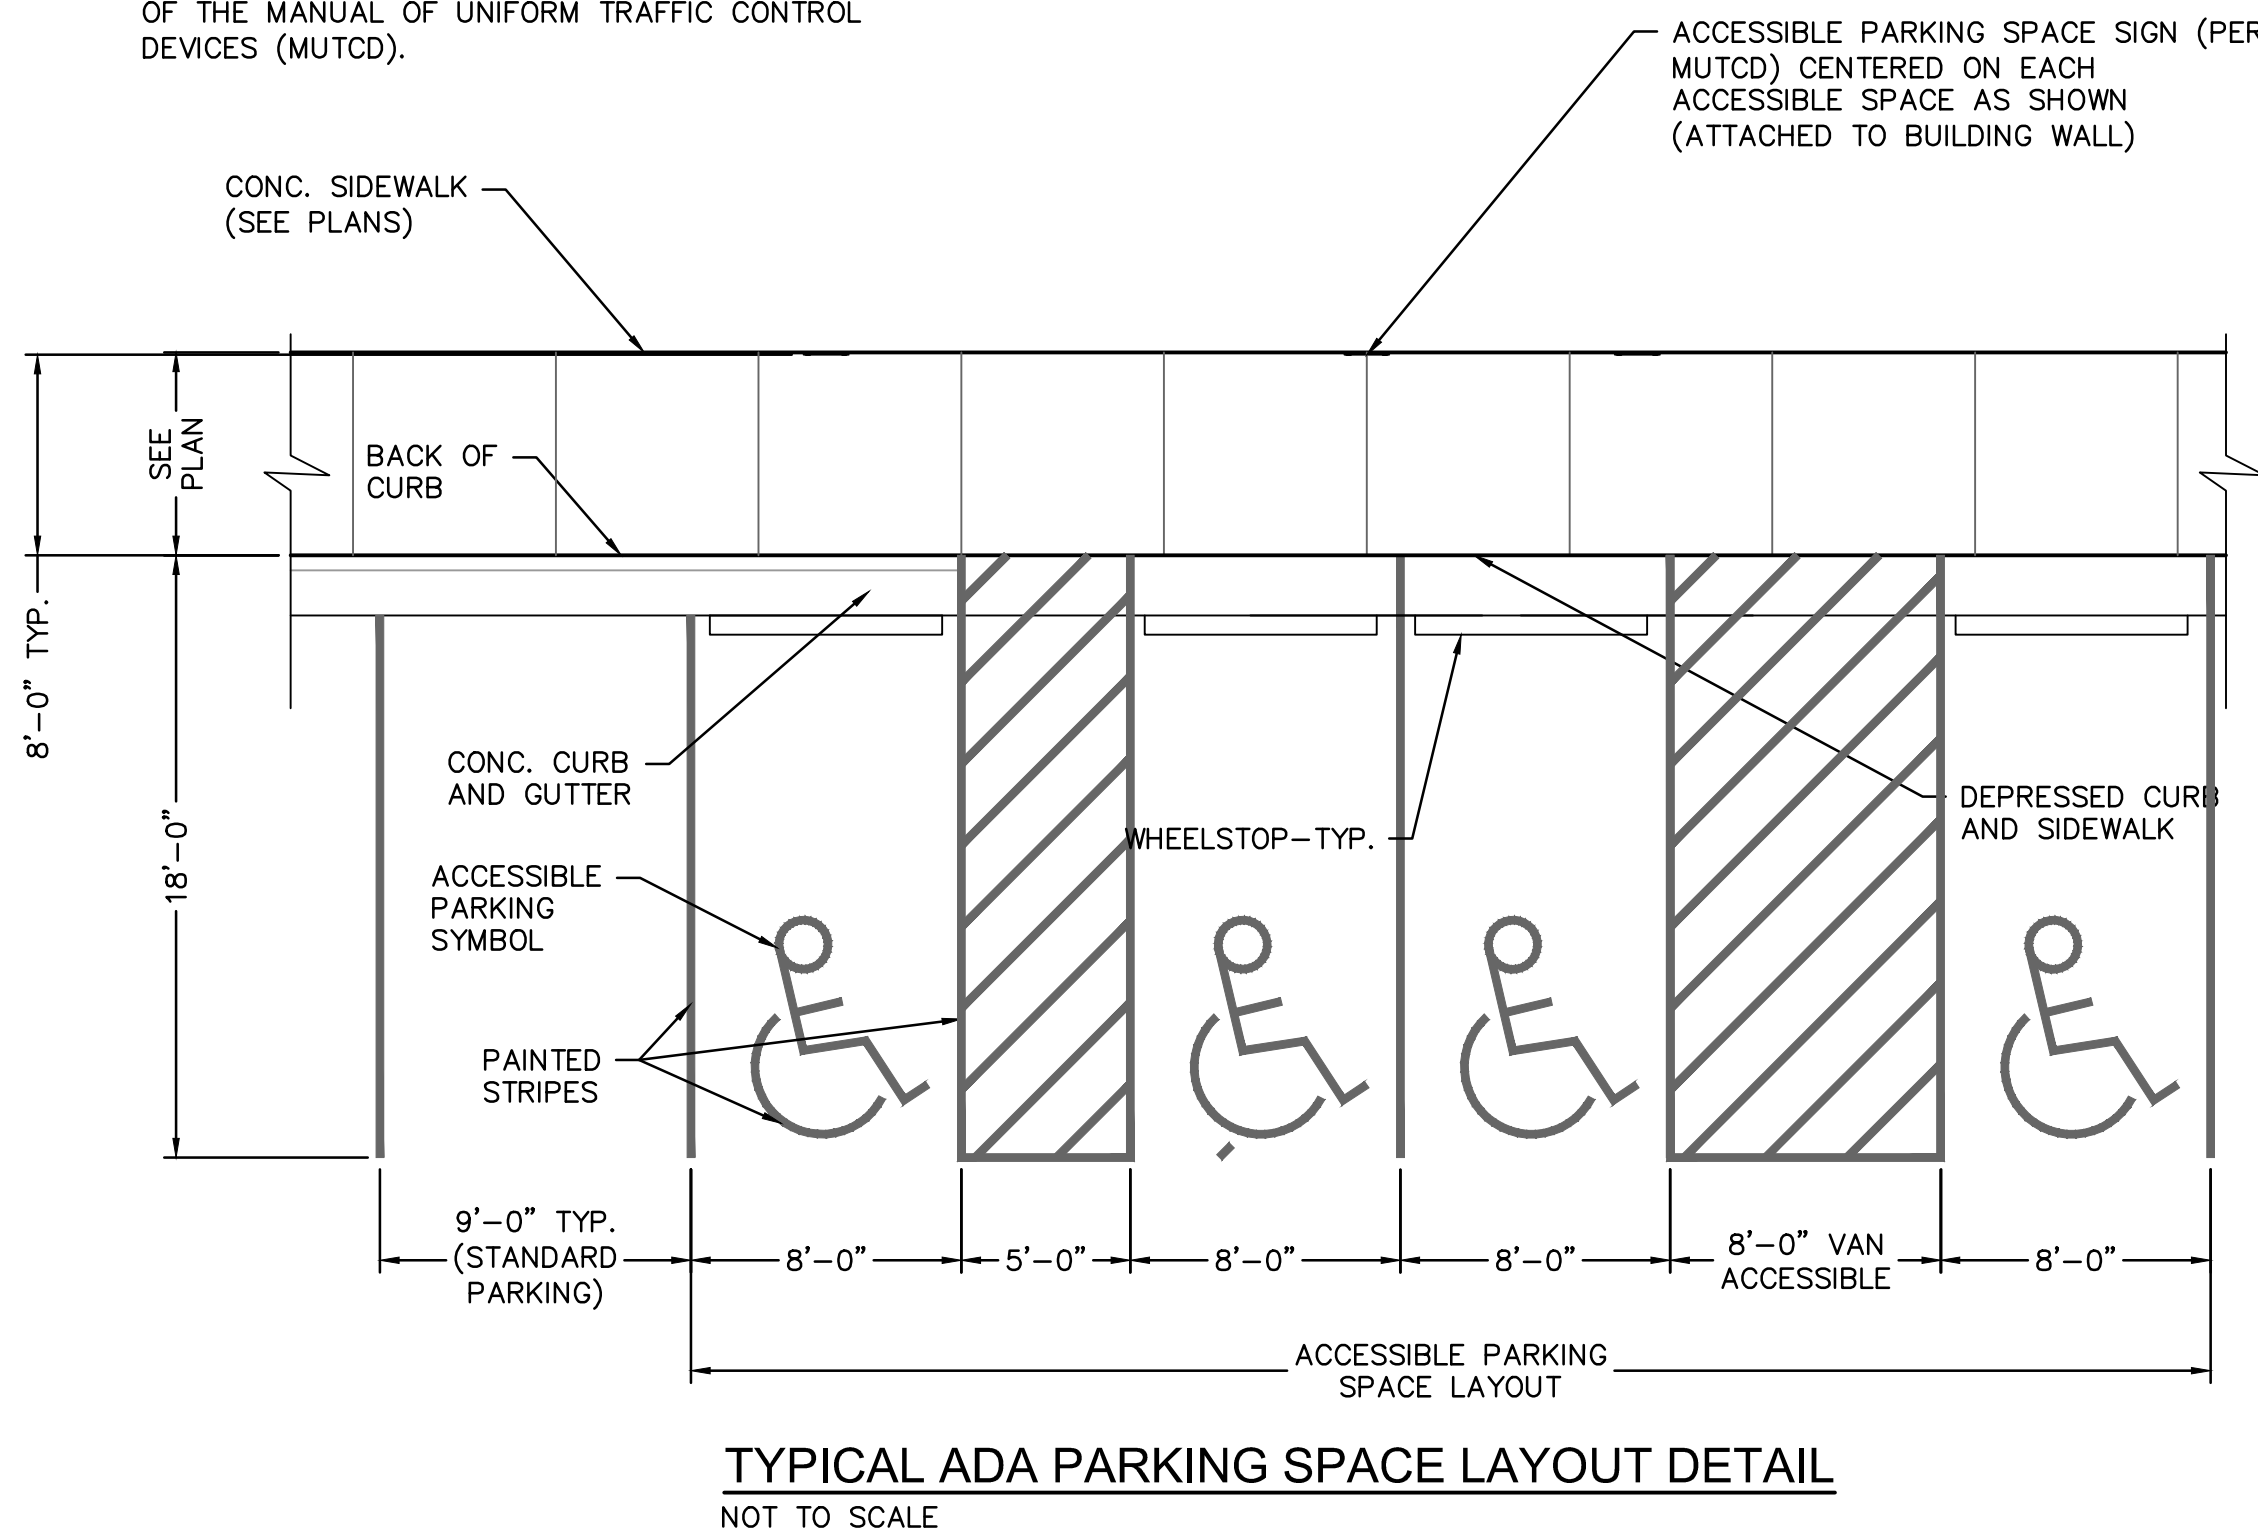 OF THE MANUAL OF UNIFORM TRAFFIC CONTROL
DEVICES (MUTCD).
ACCESSIBLE PARKING SPACE SIGN (PER
MUTCD) CENTERED ON EACH
ACCESSIBLE SPACE AS SHOWN
(ATTACHED TO BUILDING WALL)
CONC. SIDEWALK
(SEE PLANS)
SEE
PLAN
BACK OF
CURB
8'-0" TYP.
18'-0"
CONC. CURB
AND GUTTER
WHEELSTOP-TYP.
DEPRESSED CURB
AND SIDEWALK
ACCESSIBLE
PARKING
SYMBOL
PAINTED
STRIPES
9'-0" TYP.
(STANDARD
PARKING)
8'-0"
5'-0"
8'-0"
8'-0"
8'-0" VAN
ACCESSIBLE
8'-0"
ACCESSIBLE PARKING
SPACE LAYOUT
TYPICAL ADA PARKING SPACE LAYOUT DETAIL
NOT TO SCALE